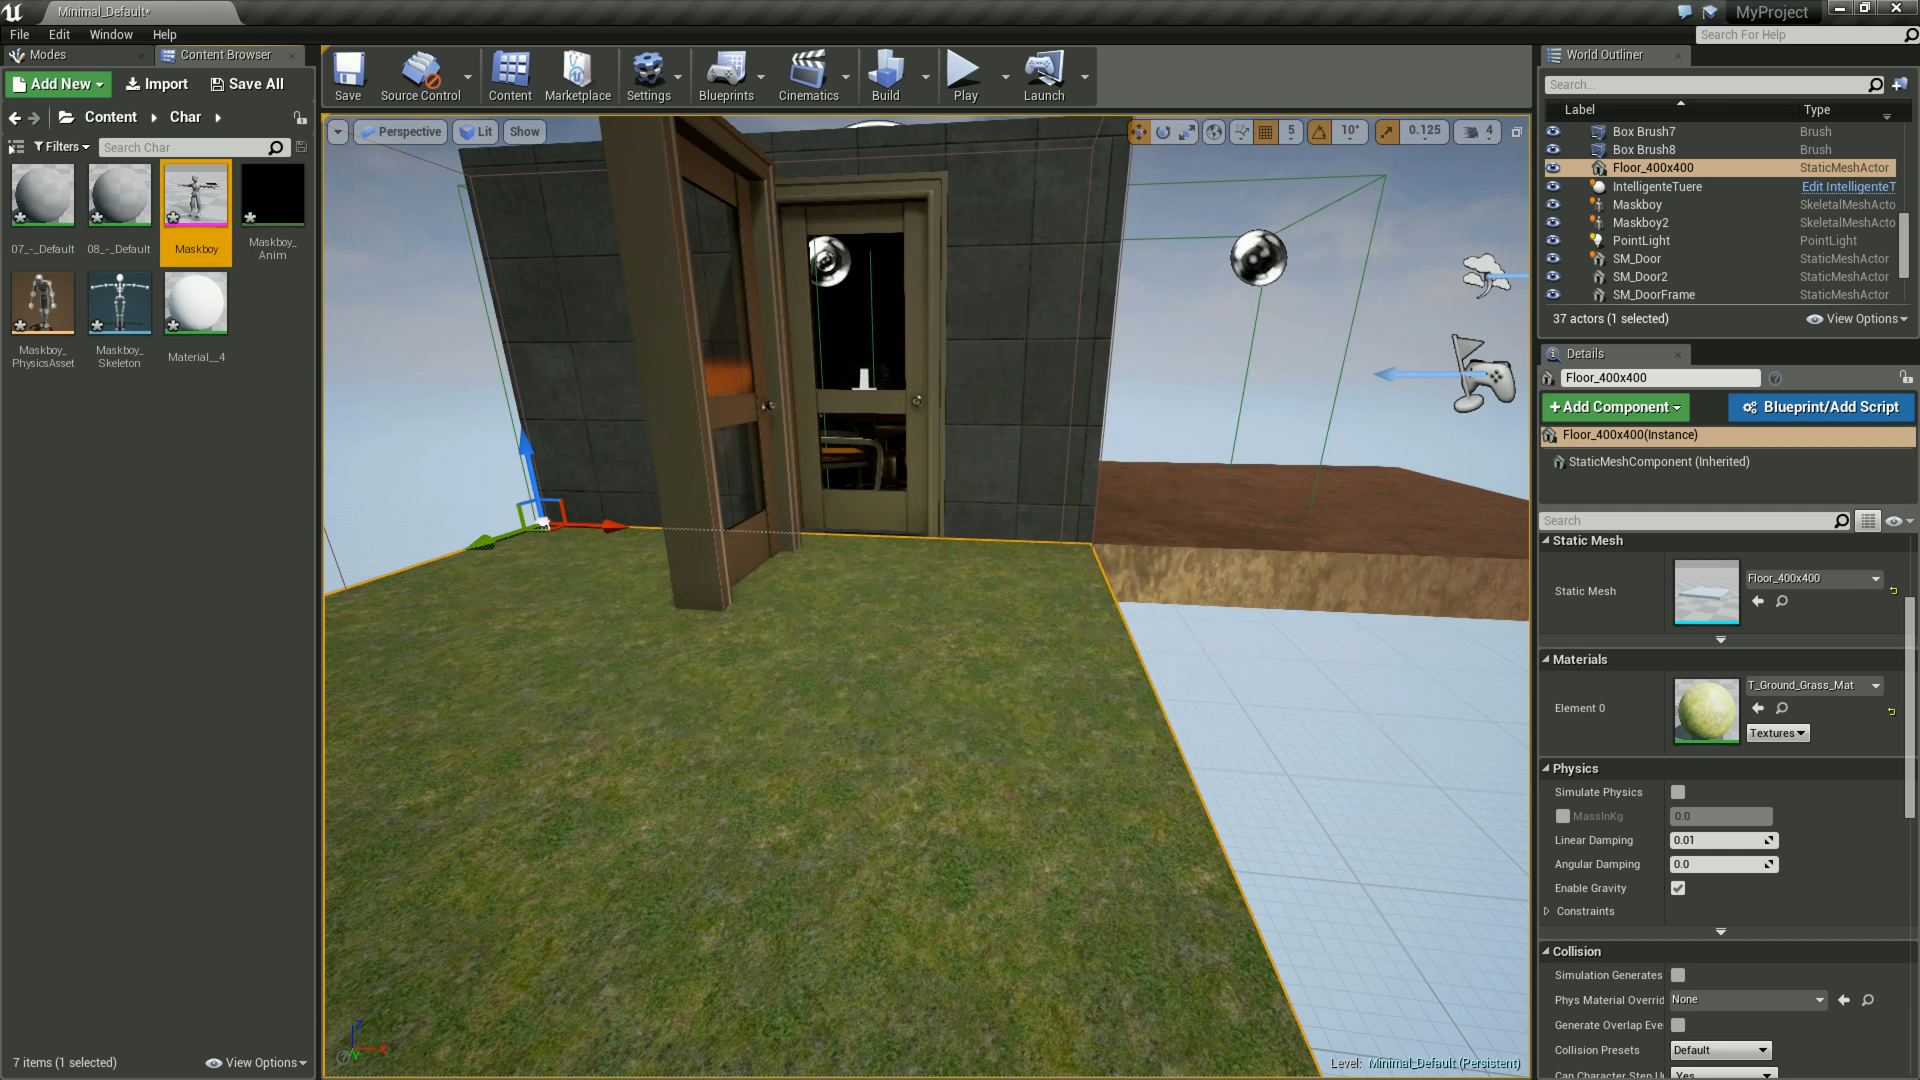 Minimal_Default*
MyProject
File Edit Window Help
Search For Help
Modes
Content Browser
Add New
Import
Save All
Content
Char
Filters
Search Char
07_-_Default
08_-_Default
Maskboy
Maskboy_
Anim
Maskboy_
PhysicsAsset
Maskboy_
Skeleton
Material__4
7 items (1 selected)
View Options
Save
Source Control
Content
Marketplace
Settings
Blueprints
Cinematics
Build
Play
Launch
Perspective
Lit
Show
5
10°
0.125
4
Z
X
Y
Level: Minimal_Default (Persistent)
World Outliner
Search...
Label Type
Box Brush7 Brush
Box Brush8 Brush
Floor_400x400 StaticMeshActor
IntelligenteTuere Edit IntelligenteT
Maskboy SkeletalMeshActo
Maskboy2 SkeletalMeshActo
PointLight PointLight
SM_Door StaticMeshActor
SM_Door2 StaticMeshActor
SM_DoorFrame StaticMeshActor
37 actors (1 selected)
View Options
Details
Floor_400x400
+Add Component
Blueprint/Add Script
Floor_400x400(Instance)
StaticMeshComponent (Inherited)
Search
Static Mesh
Static Mesh
Floor_400x400
Materials
Element 0
T_Ground_Grass_Mat
Textures
Physics
Simulate Physics
MassInKg 0.0
Linear Damping 0.01
Angular Damping 0.0
Enable Gravity
Constraints
Collision
Simulation Generates
Phys Material Overrid None
Generate Overlap Eve
Collision Presets Default
Can Character Step U Yes